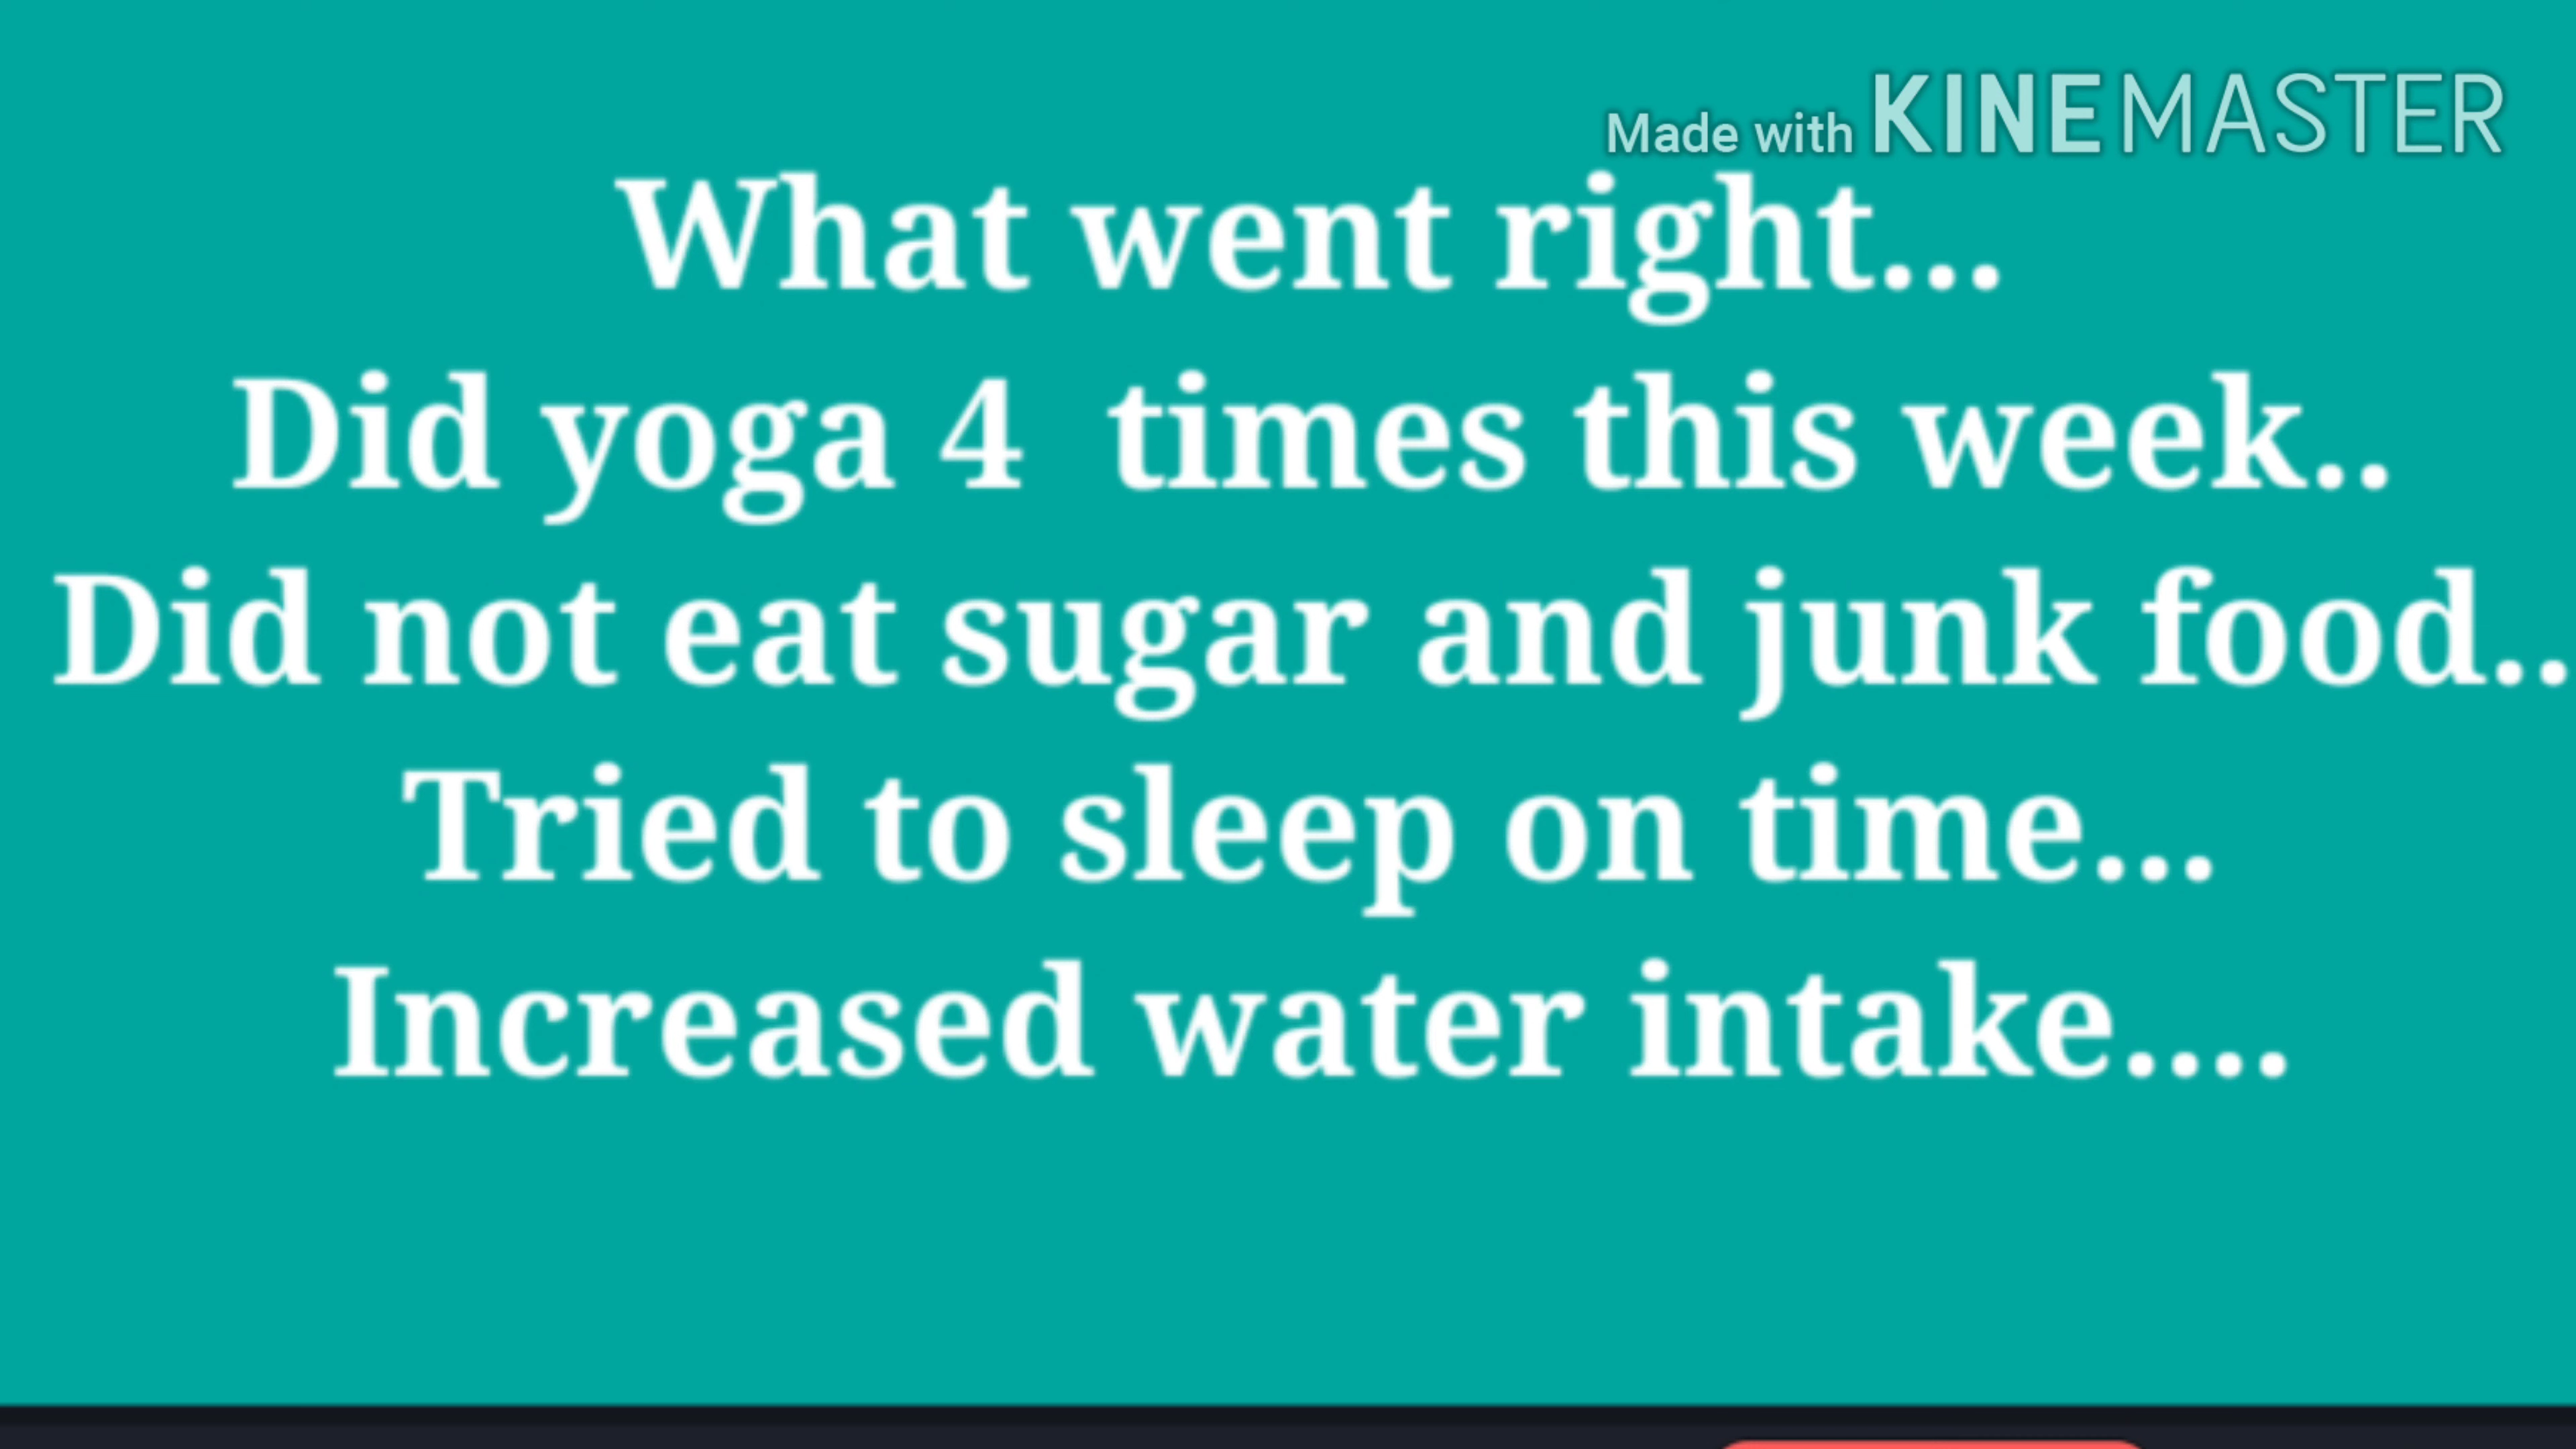 Made with KINEMASTER
What went right...
Did yoga 4  times this week..
Did not eat sugar and junk food..
Tried to sleep on time...
Increased water intake....